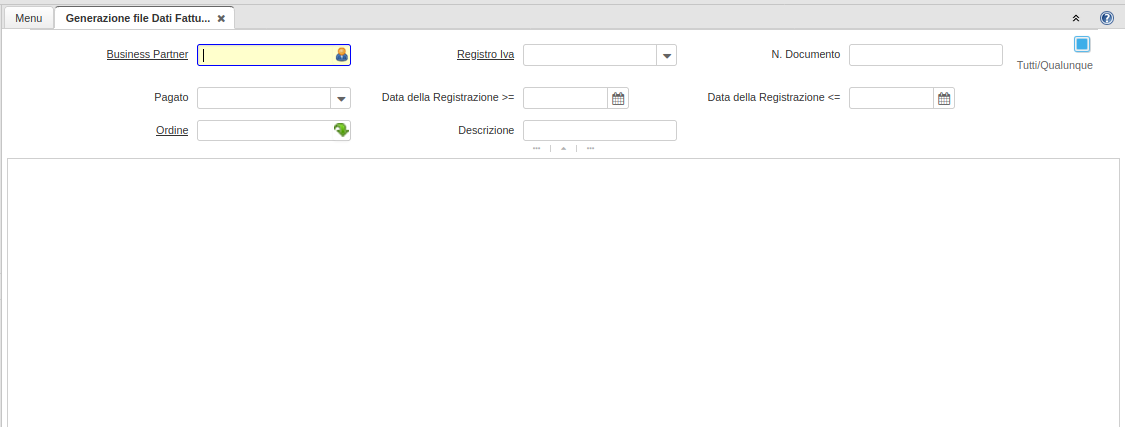 Menu Generazione file Dati Fattu...
Business Partner Registro Iva N. Documento
Tutti/Qualunque
Pagato Data della Registrazione >= Data della Registrazione <=
Ordine Descrizione